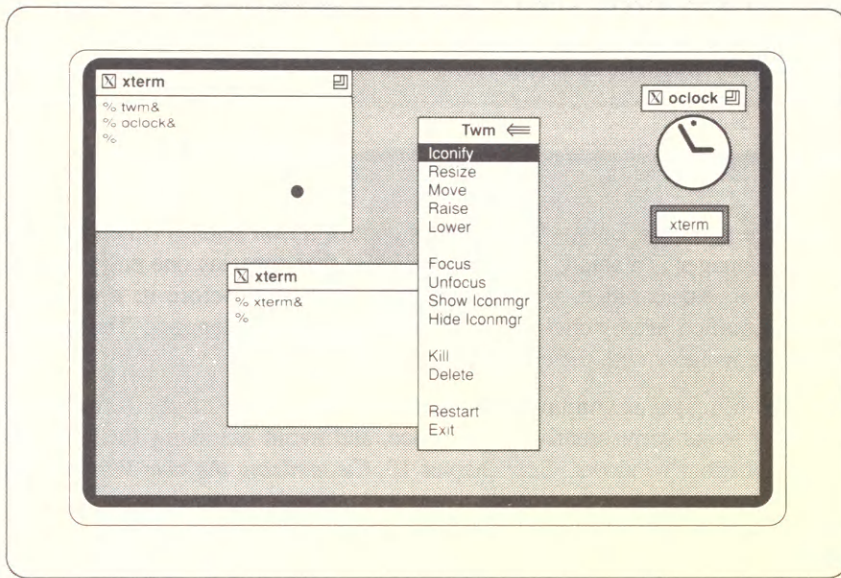 xterm
% twm&
% oclock&
%
xterm
% xterm&
%
Twm
Iconify
Resize
Move
Raise
Lower
Focus
Unfocus
Show Iconmgr
Hide Iconmgr
Kill
Delete
Restart
Exit
oclock
xterm